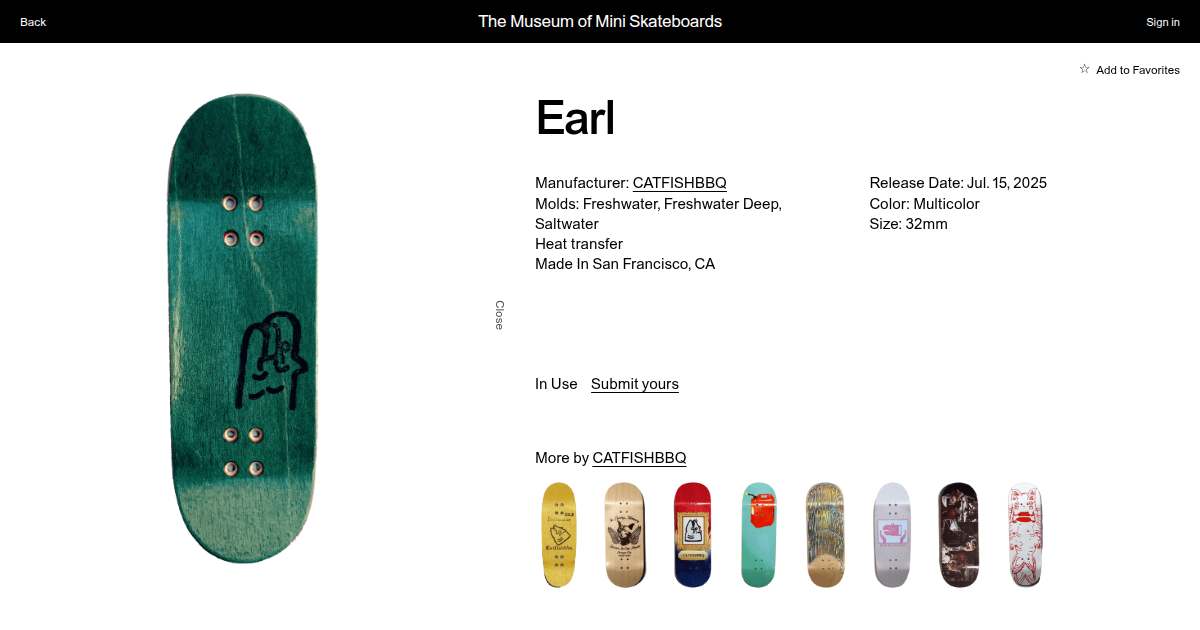 Back
The Museum of Mini Skateboards
Sign in
☆ Add to Favorites
Earl
Manufacturer: CATFISHBBQ
Molds: Freshwater, Freshwater Deep,
Saltwater
Heat transfer
Made In San Francisco, CA
Release Date: Jul. 15, 2025
Color: Multicolor
Size: 32mm
Close
In Use Submit yours
More by CATFISHBBQ